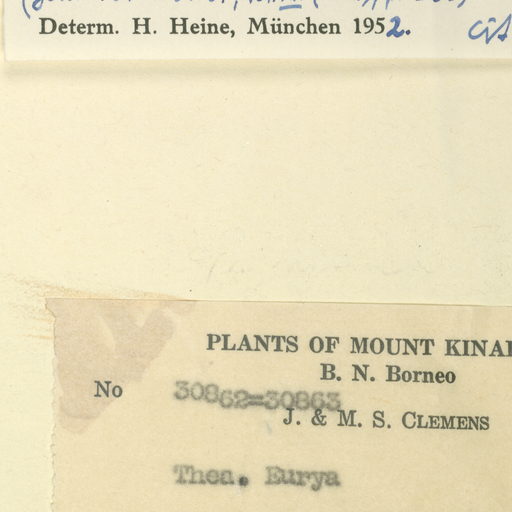 Determ. H. Heine, München 1952.
PLANTS OF MOUNT KINA
B. N. Borneo
No 30862=30863
J. & M. S. CLEMENS
Thea. Eurya